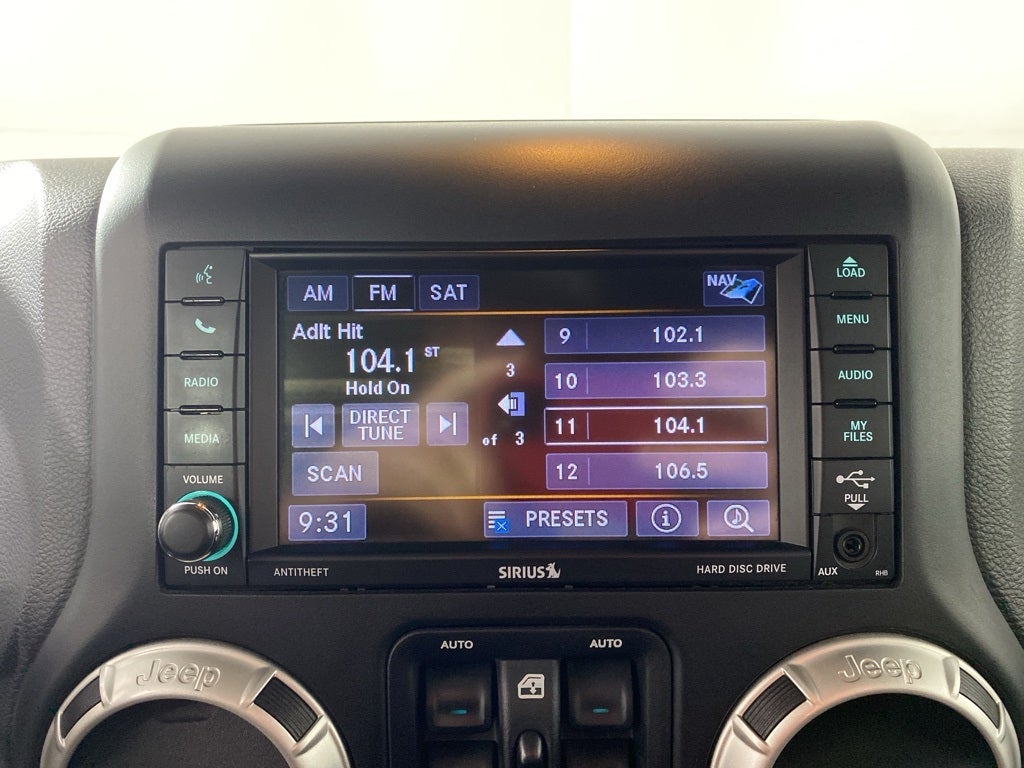 AM FM SAT NAV
Adlt Hit
104.1 ST
Hold On
DIRECT
TUNE
SCAN
9:31
3
of 3
9 102.1
10 103.3
11 104.1
12 106.5
PRESETS
RADIO
MEDIA
VOLUME
PUSH ON
LOAD
MENU
AUDIO
MY
FILES
PULL
AUX
RHB
ANTITHEFT
SIRIUS
HARD DISC DRIVE
AUTO
AUTO
Jeep
Jeep